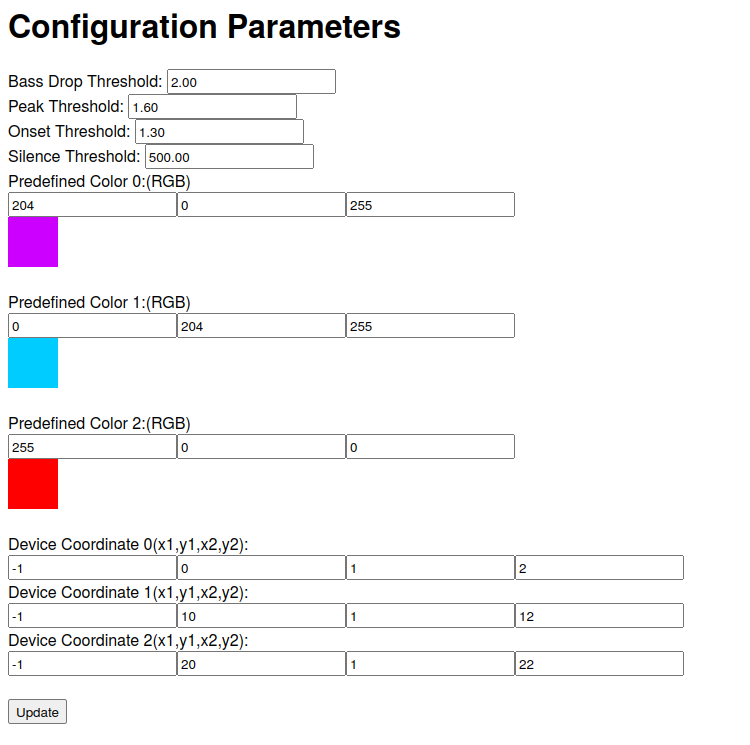 Configuration Parameters
Bass Drop Threshold: 2.00
Peak Threshold: 1.60
Onset Threshold: 1.30
Silence Threshold: 500.00
Predefined Color 0:(RGB)
204 0 255
Predefined Color 1:(RGB)
0 204 255
Predefined Color 2:(RGB)
255 0 0
Device Coordinate 0(x1,y1,x2,y2):
-1 0 1 2
Device Coordinate 1(x1,y1,x2,y2):
-1 10 1 12
Device Coordinate 2(x1,y1,x2,y2):
-1 20 1 22
Update